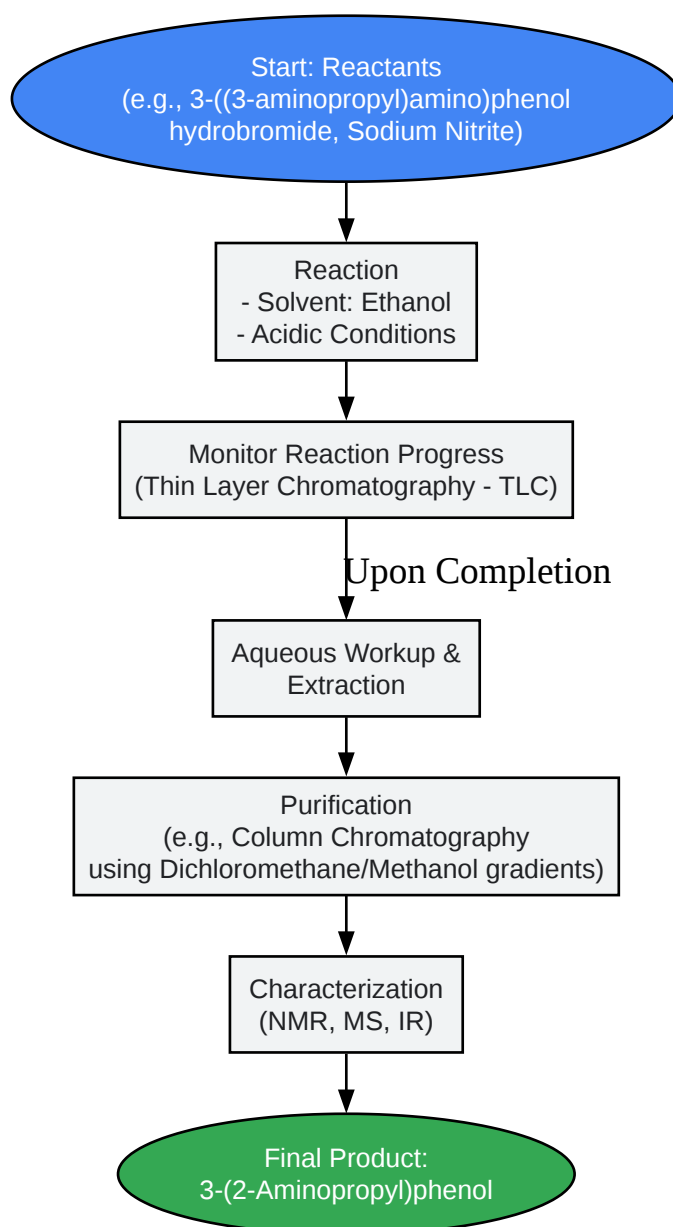 Start: Reactants
(e.g., 3-((3-aminopropyl)amino)phenol
hydrobromide, Sodium Nitrite)
Reaction
- Solvent: Ethanol
- Acidic Conditions
Monitor Reaction Progress
(Thin Layer Chromatography - TLC)
Upon Completion
Aqueous Workup &
Extraction
Purification
(e.g., Column Chromatography
using Dichloromethane/Methanol gradients)
Characterization
(NMR, MS, IR)
Final Product:
3-(2-Aminopropyl)phenol